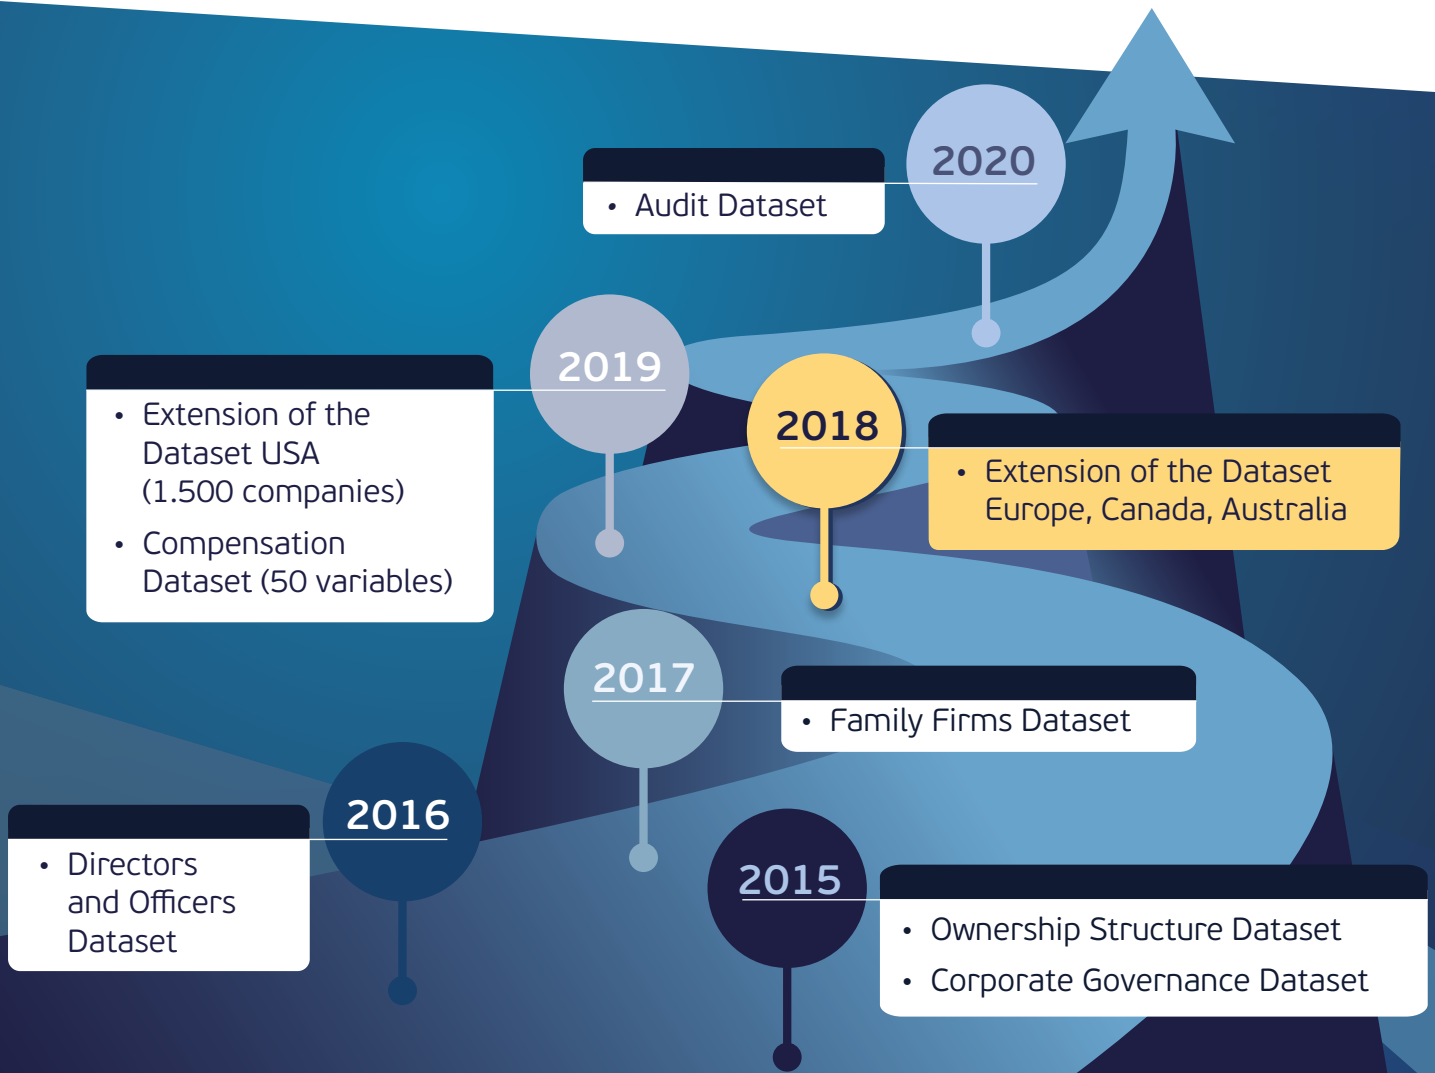 2020
• Audit Dataset
2019
• Extension of the
Dataset USA
(1.500 companies)
• Compensation
Dataset (50 variables)
2018
• Extension of the Dataset
Europe, Canada, Australia
2017
• Family Firms Dataset
2016
• Directors
and Officers
Dataset
2015
• Ownership Structure Dataset
• Corporate Governance Dataset